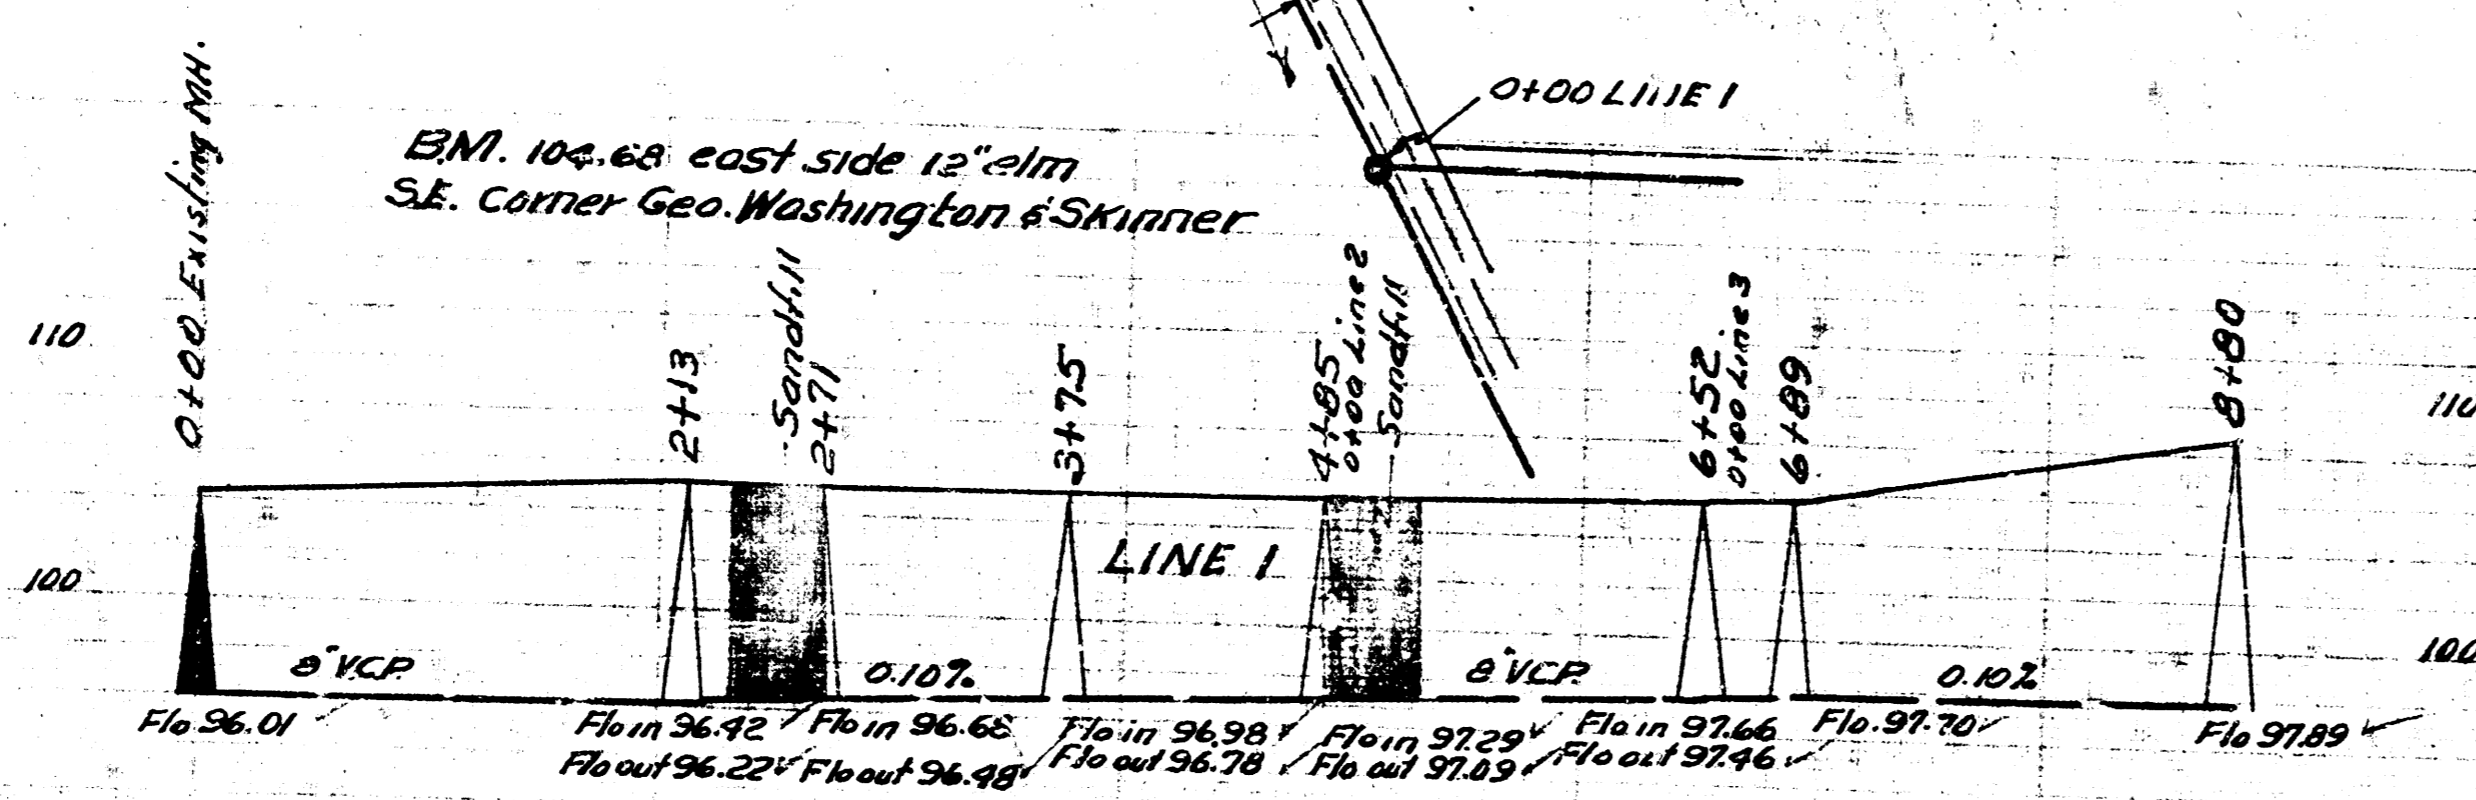 0+00 LINE 1
B.M. 104.68 east side 12" elm
S.E. Corner Geo. Washington & Skinner
0+00 Existing MH.
2+13
Sandfill
2+71
3+75
4+85
0+00 Line 2
Sandfill
6+52
0+00 Line 3
6+89
8+80
110
110
100
100
LINE 1
8" VCP.
0.10%
8" VCP.
0.10%
Flo 96.01
Flo in 96.42
Flo out 96.22
Flo in 96.68
Flo out 96.48
Flo in 96.98
Flo out 96.78
Flo in 97.29
Flo out 97.09
Flo in 97.66
Flo out 97.46
Flo. 97.70
Flo 97.89